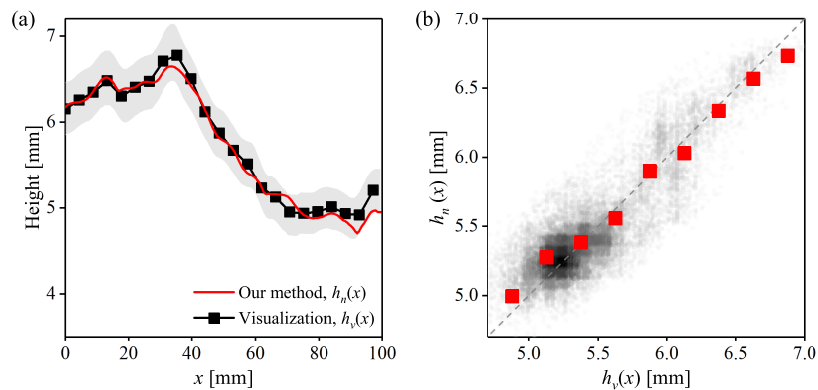 (a)
Height [mm]
7
6
5
4
Our method, hn(x)
Visualization, hv(x)
0 20 40 60 80 100
x [mm]
(b)
hn (x) [mm]
7.0
6.5
6.0
5.5
5.0
5.0 5.5 6.0 6.5 7.0
hv(x) [mm]